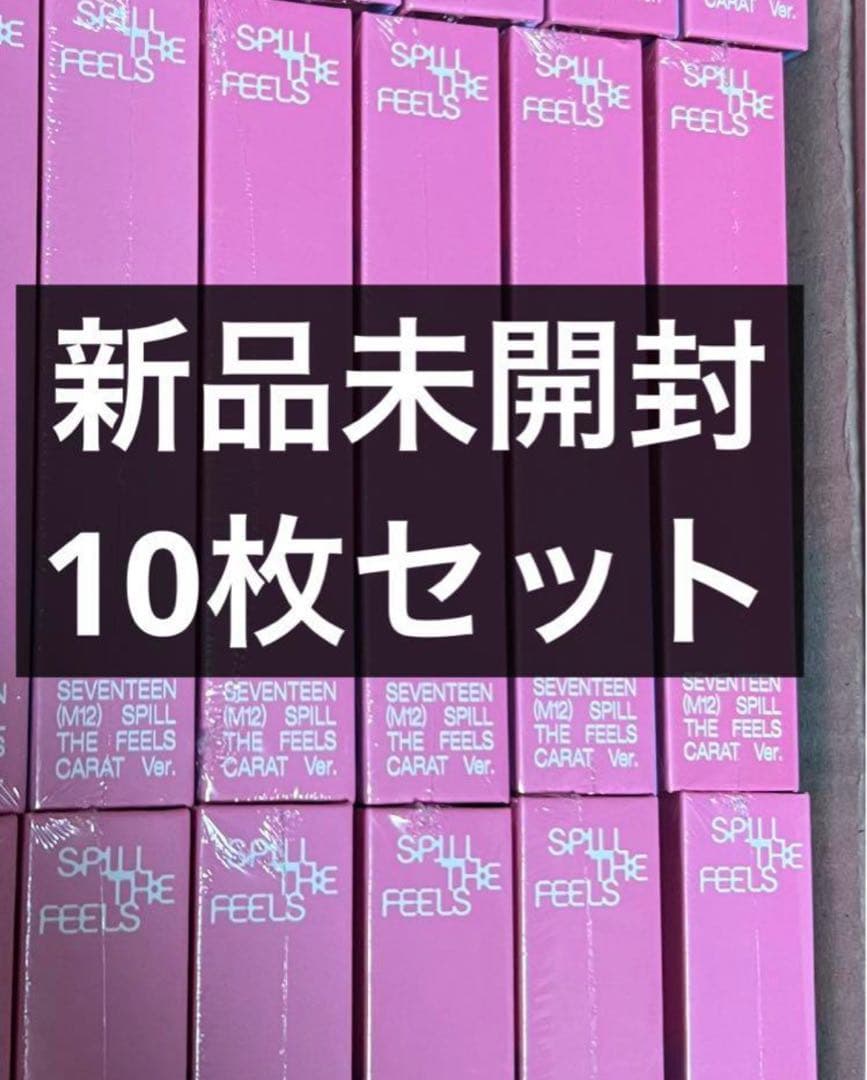 CARAT Ver.
SPILL
THE
FEELS
SPILL
THE
FEELS
SPILL
THE
FEELS
SPILL
THE
FEELS
SPILL
THE
FEELS
新品未開封
10枚セット
SEVENTEEN
(M12) SPILL
THE FEELS
CARAT Ver.
SEVENTEEN
(M12) SPILL
THE FEELS
CARAT Ver.
SEVENTEEN
(M12) SPILL
THE FEELS
CARAT Ver.
SEVENTEEN
(M12) SPILL
THE FEELS
CARAT Ver.
SEVENTEEN
(M12) SPILL
THE FEELS
CARAT Ver.
SPILL
THE
FEELS
SPILL
THE
FEELS
SPILL
THE
FEELS
SPILL
THE
FEELS
SPILL
THE
FEELS